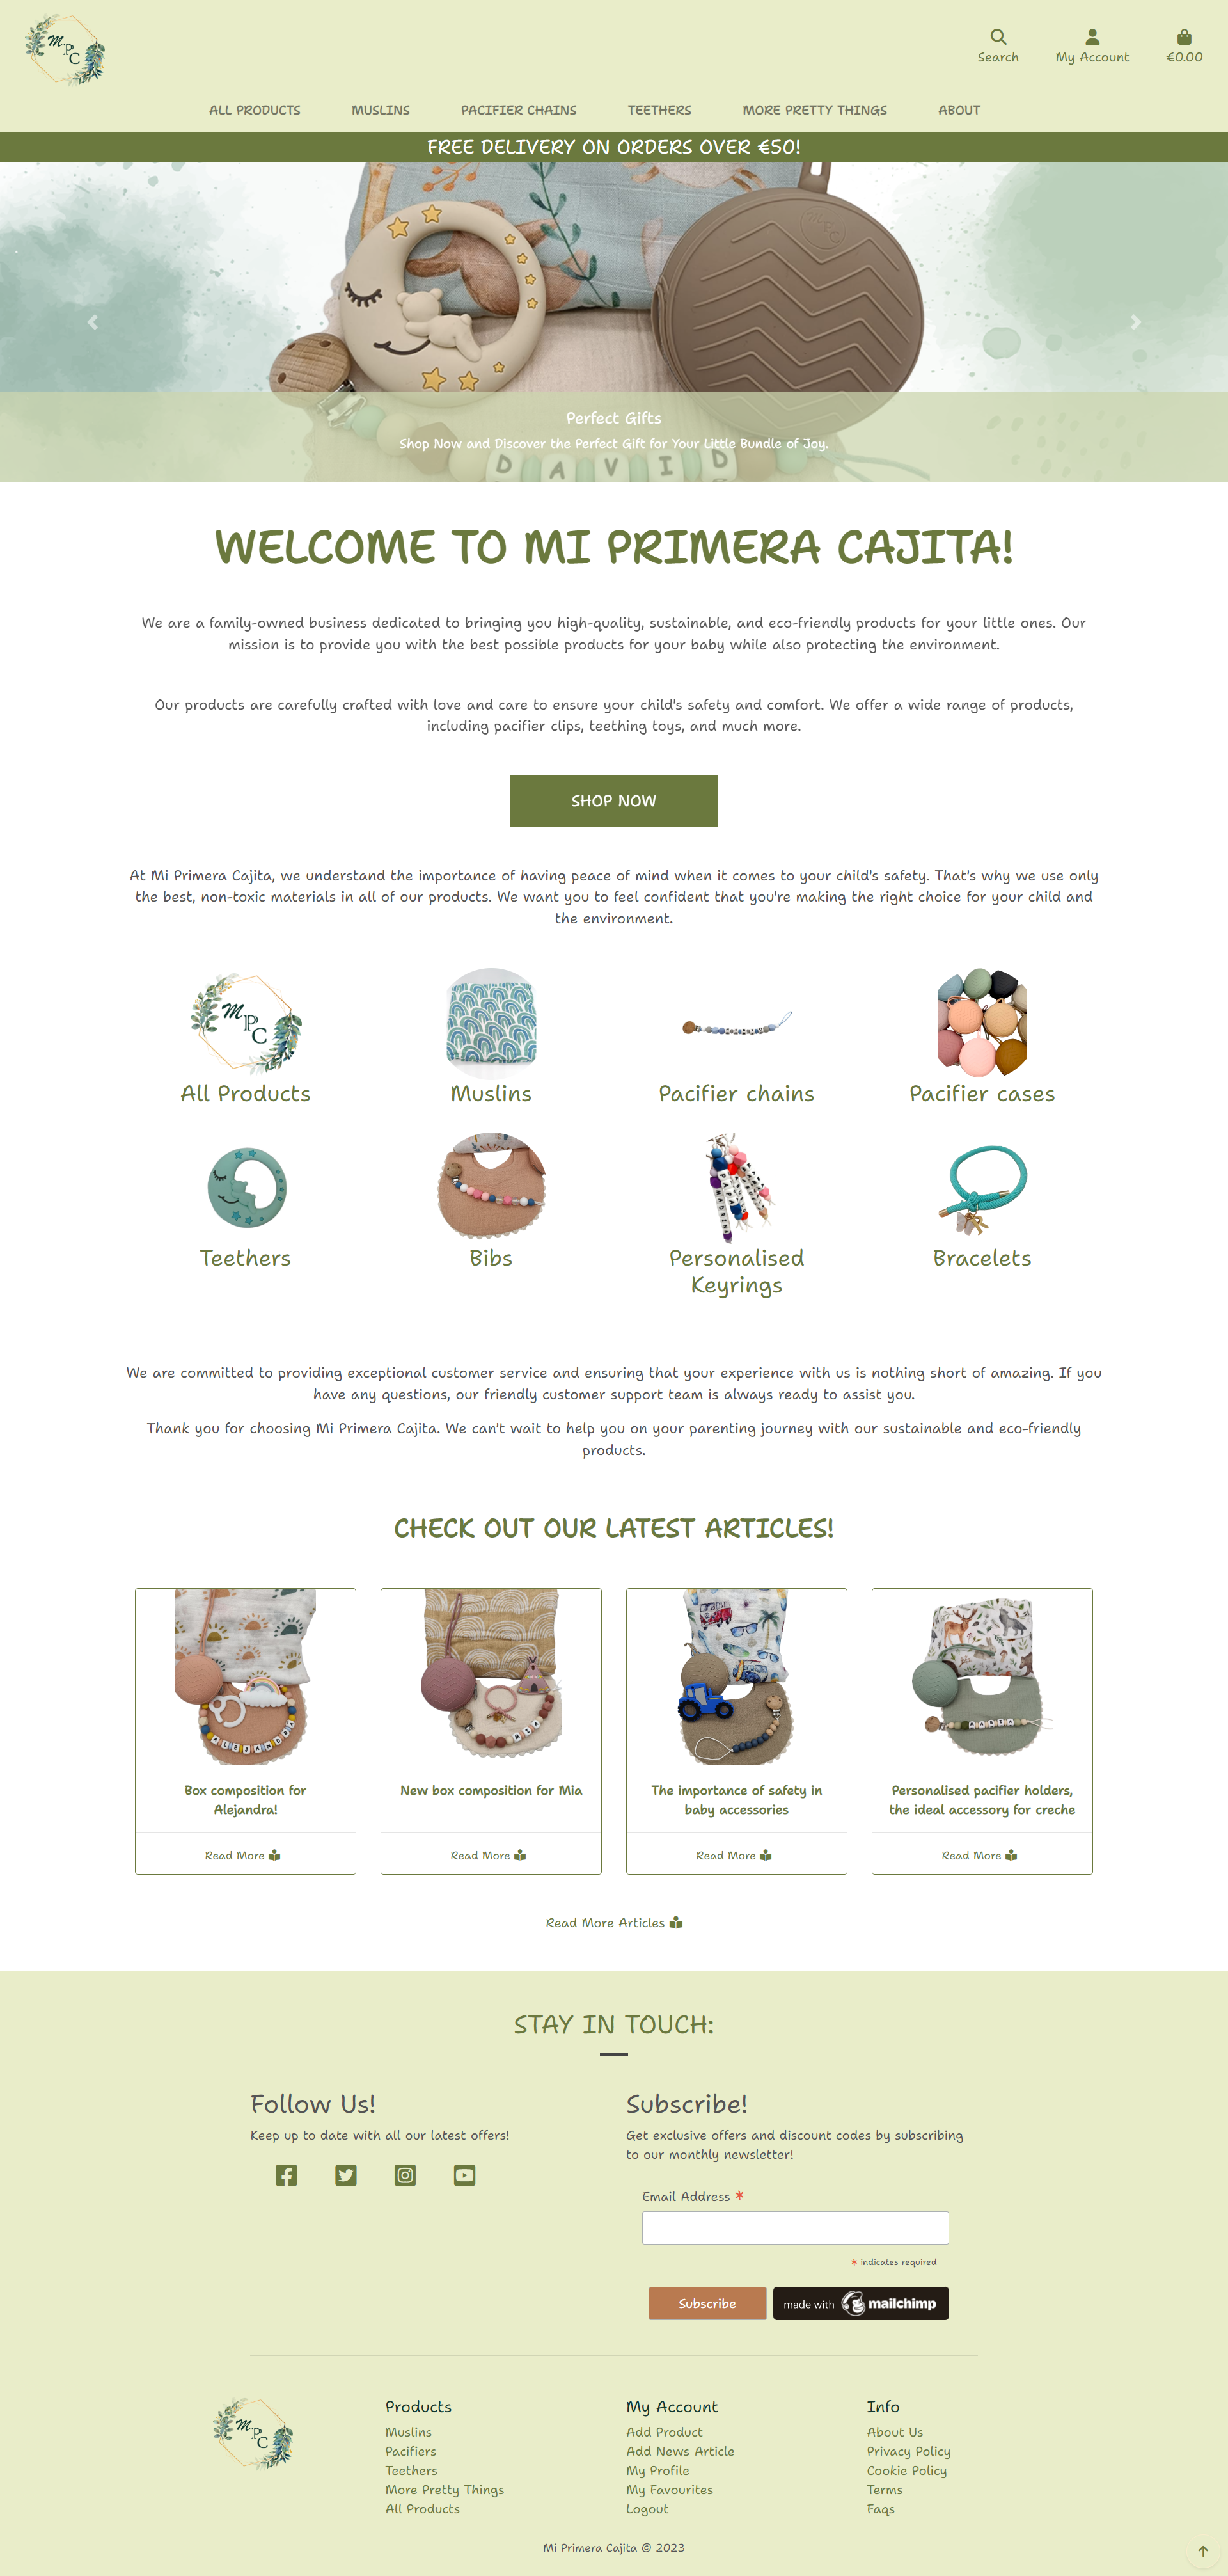 M
P
C
Search
My Account
€0.00
ALL PRODUCTS
MUSLINS
PACIFIER CHAINS
TEETHERS
MORE PRETTY THINGS
ABOUT
FREE DELIVERY ON ORDERS OVER €50!
Perfect Gifts
Shop Now and Discover the Perfect Gift for Your Little Bundle of Joy.
DAVID
WELCOME TO MI PRIMERA CAJITA!
We are a family-owned business dedicated to bringing you high-quality, sustainable, and eco-friendly products for your little ones. Our
mission is to provide you with the best possible products for your baby while also protecting the environment.
Our products are carefully crafted with love and care to ensure your child's safety and comfort. We offer a wide range of products,
including pacifier clips, teething toys, and much more.
SHOP NOW
At Mi Primera Cajita, we understand the importance of having peace of mind when it comes to your child's safety. That's why we use only
the best, non-toxic materials in all of our products. We want you to feel confident that you're making the right choice for your child and
the environment.
M
P
C
All Products
Muslins
Pacifier chains
Pacifier cases
Teethers
Bibs
Personalised
Keyrings
Bracelets
We are committed to providing exceptional customer service and ensuring that your experience with us is nothing short of amazing. If you
have any questions, our friendly customer support team is always ready to assist you.
Thank you for choosing Mi Primera Cajita. We can't wait to help you on your parenting journey with our sustainable and eco-friendly
products.
CHECK OUT OUR LATEST ARTICLES!
ALEJANDRA
MIA
Box composition for
Alejandra!
New box composition for Mia
The importance of safety in
baby accessories
Personalised pacifier holders,
the ideal accessory for creche
Read More
Read More
Read More
Read More
Read More Articles
STAY IN TOUCH:
Follow Us!
Keep up to date with all our latest offers!
Subscribe!
Get exclusive offers and discount codes by subscribing
to our monthly newsletter!
Email Address *
* indicates required
Subscribe
made with mailchimp
M
P
C
Products
Muslins
Pacifiers
Teethers
More Pretty Things
All Products
My Account
Add Product
Add News Article
My Profile
My Favourites
Logout
Info
About Us
Privacy Policy
Cookie Policy
Terms
Faqs
Mi Primera Cajita © 2023